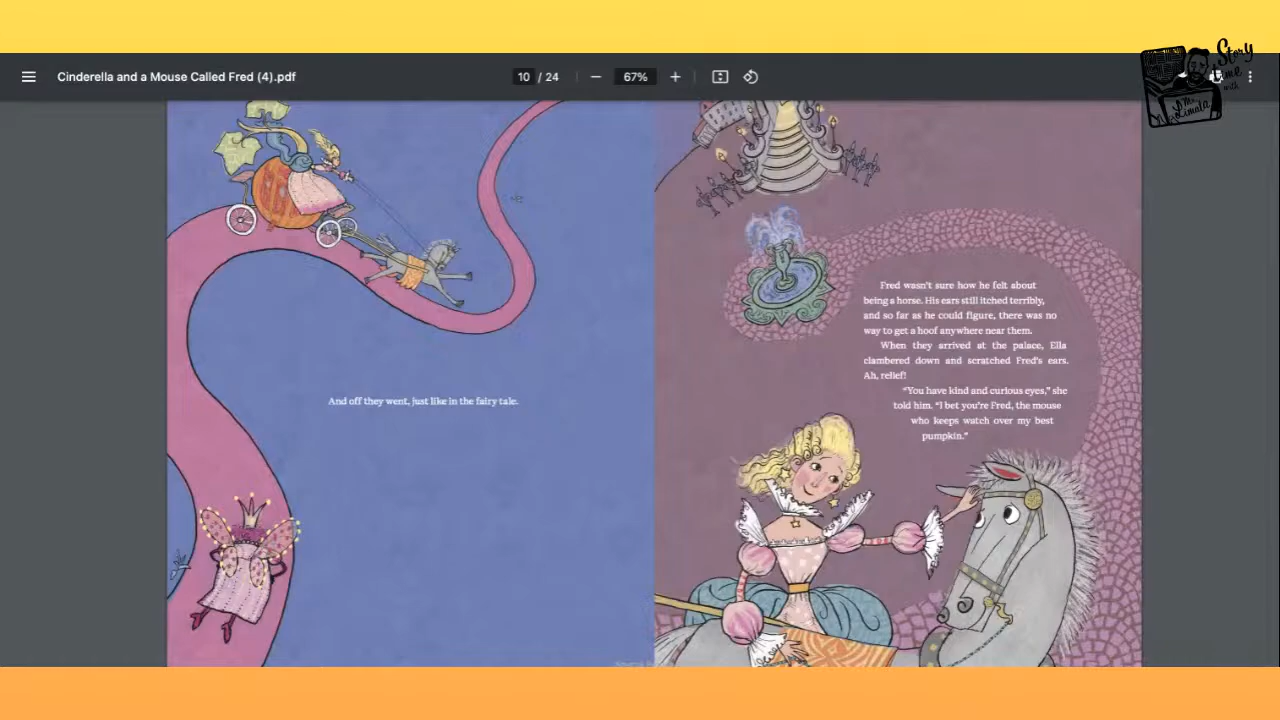 Cinderella and a Mouse Called Fred (4).pdf
10 / 24
67%
Story
time
with
Mr.
Limata
And off they went, just like in the fairy tale.
Fred wasn't sure how he felt about
being a horse. His ears still itched terribly,
and so far as he could figure, there was no
way to get a hoof anywhere near them.
When they arrived at the palace, Ella
clambered down and scratched Fred's ears.
Ah, relief!
“You have kind and curious eyes,” she
told him. “I bet you're Fred, the mouse
who keeps watch over my best
pumpkin.”